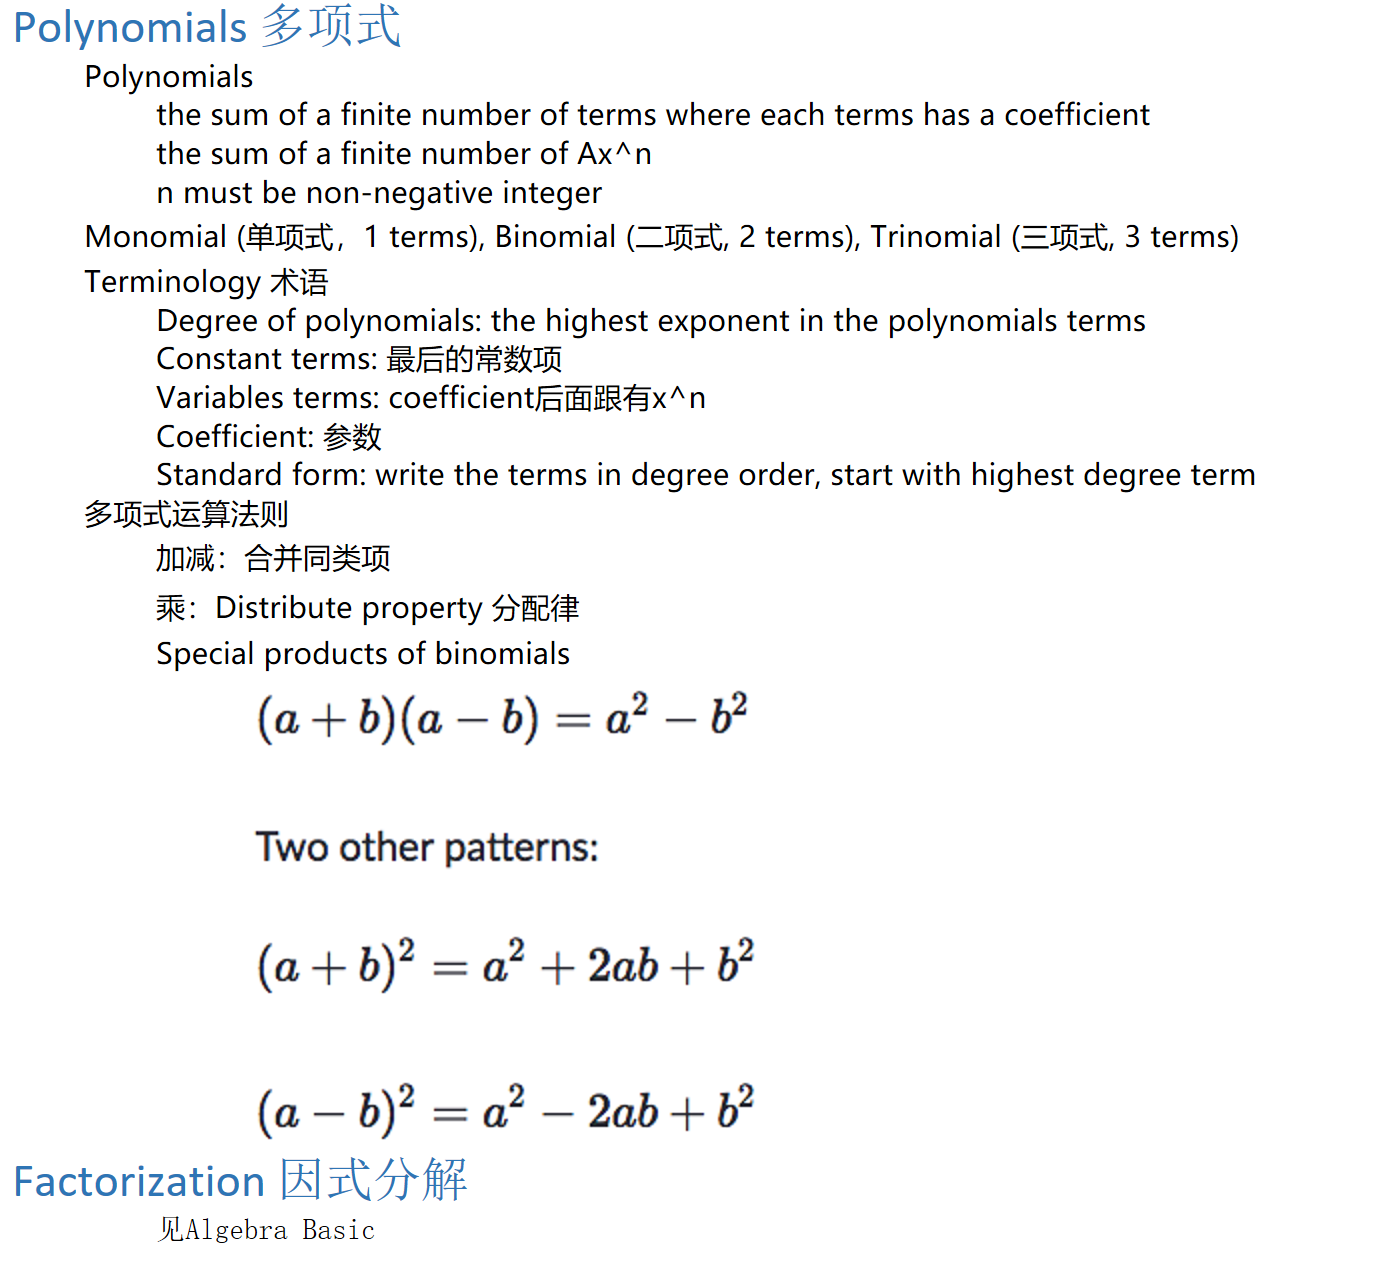 Polynomials 多项式
Polynomials
the sum of a finite number of terms where each terms has a coefficient
the sum of a finite number of Ax^n
n must be non-negative integer
Monomial (单项式，1 terms), Binomial (二项式, 2 terms), Trinomial (三项式, 3 terms)
Terminology 术语
Degree of polynomials: the highest exponent in the polynomials terms
Constant terms: 最后的常数项
Variables terms: coefficient后面跟有x^n
Coefficient: 参数
Standard form: write the terms in degree order, start with highest degree term
多项式运算法则
加减：合并同类项
乘：Distribute property 分配律
Special products of binomials
(a + b)(a − b) = a² − b²
Two other patterns:
(a + b)² = a² + 2ab + b²
(a − b)² = a² − 2ab + b²
Factorization 因式分解
见Algebra Basic